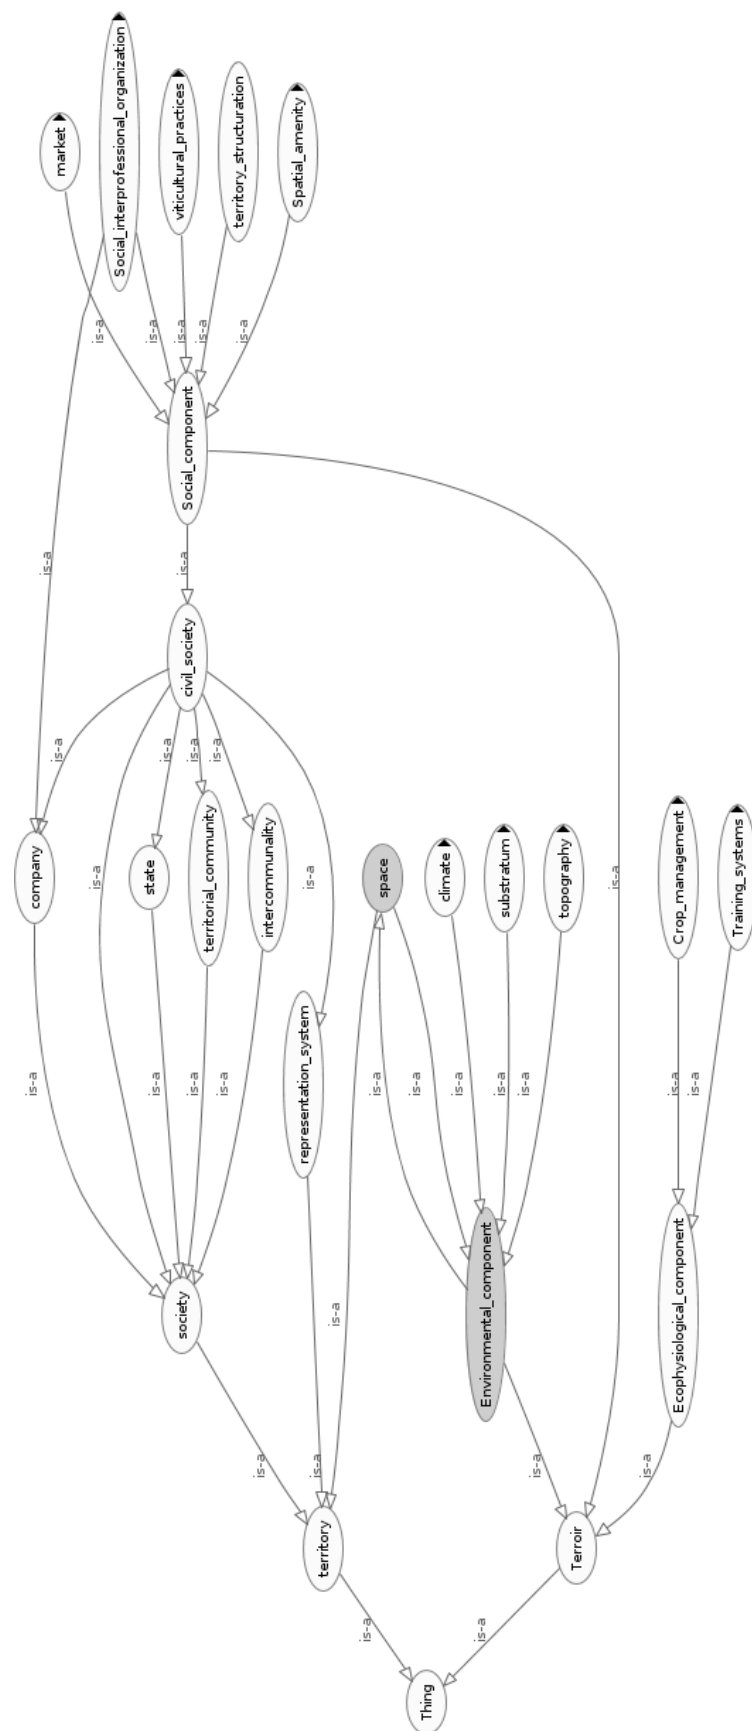 market
Social_interprofessional_organization
viticultural_practices
territory_structuration
Spatial_amenity
is-a
is-a
is-a
is-a
is-a
Social_component
is-a
is-a
civil_society
is-a
is-a
is-a
is-a
is-a
is-a
is-a
company
state
territorial_community
intercommunality
space
climate
substratum
topography
Crop_management
Training_systems
representation_system
is-a
is-a
is-a
is-a
is-a
is-a
is-a
is-a
is-a
is-a
is-a
society
is-a
Environmental_component
Ecophysiological_component
is-a
is-a
is-a
is-a
territory
Terroir
is-a
is-a
Thing